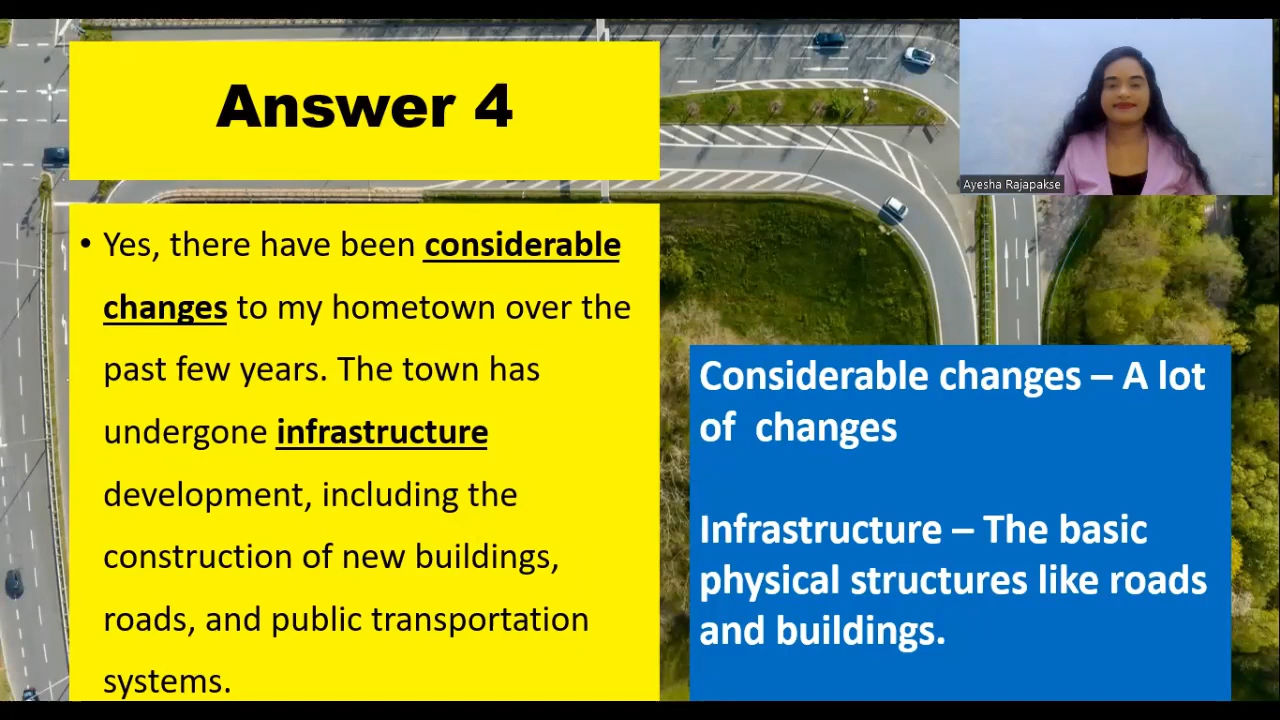 Answer 4
Ayesha Rajapakse
• Yes, there have been considerable
changes to my hometown over the
past few years. The town has
undergone infrastructure
development, including the
construction of new buildings,
roads, and public transportation
systems.
Considerable changes – A lot
of changes
Infrastructure – The basic
physical structures like roads
and buildings.